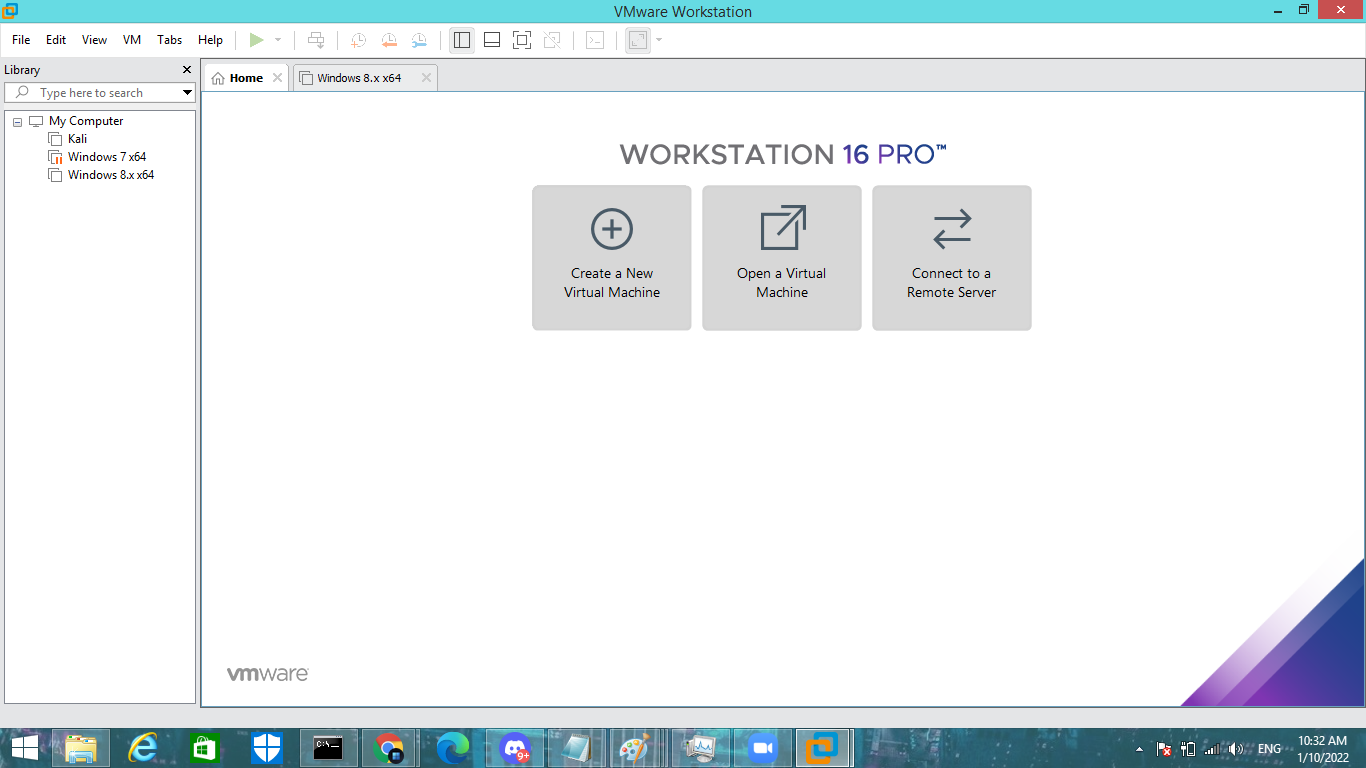 VMware Workstation
File Edit View VM Tabs Help
Library
Type here to search
My Computer
Kali
Windows 7 x64
Windows 8.x x64
Home
Windows 8.x x64
WORKSTATION 16 PRO™
Create a New
Virtual Machine
Open a Virtual
Machine
Connect to a
Remote Server
vmware
C:\
9+
ENG
10:32 AM
1/10/2022